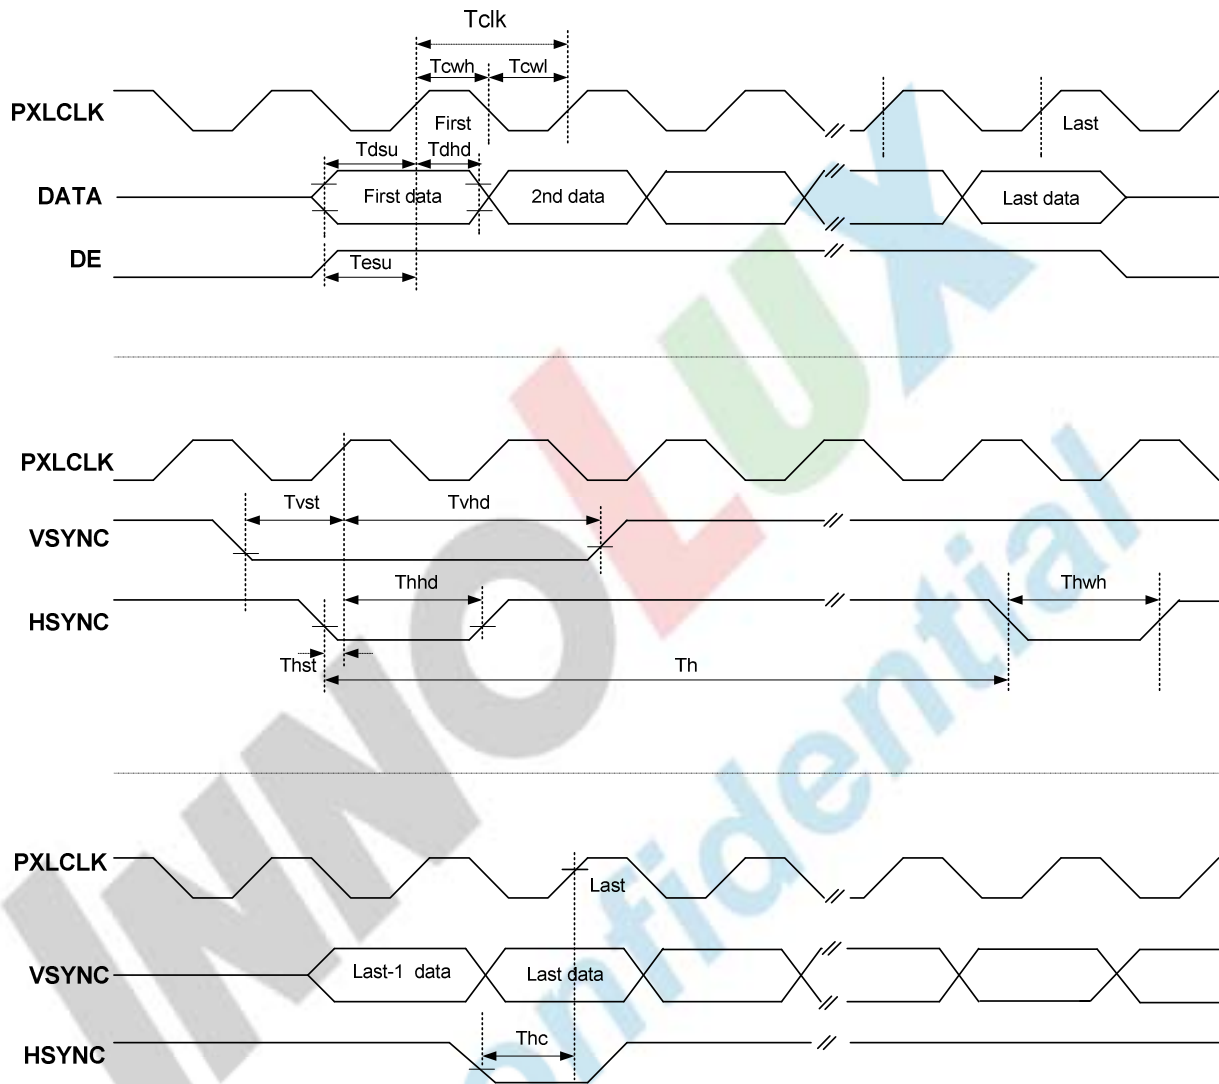 Tclk
Tcwh Tcwl
PXLCLK
First
Last
Tdsu Tdhd
DATA
First data
2nd data
Last data
DE
Tesu
PXLCLK
Tvst
Tvhd
VSYNC
Thhd
Thwh
HSYNC
Thst
Th
PXLCLK
Last
VSYNC
Last-1 data
Last data
Thc
HSYNC
INNOLUX
onfidential